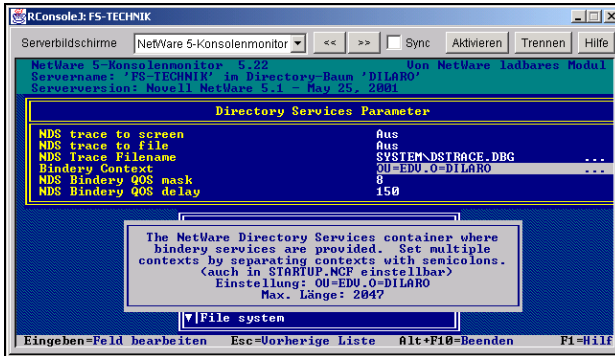 RConsoleJ: FS-TECHNIK
Serverbildschirme NetWare 5-Konsolenmonitor << >> Sync Aktivieren Trennen Hilfe
NetWare 5-Konsolenmonitor 5.22 Von NetWare ladbares Modul
Servername: 'FS-TECHNIK' im Directory-Baum 'DILARO'
Serverversion: Novell NetWare 5.1 - May 25, 2001
Directory Services Parameter
NDS trace to screen Aus
NDS trace to file Aus
NDS Trace Filename SYSTEM\DSTRACE.DBG ...
Bindery Context OU=EDV.O=DILARO ...
NDS Bindery QOS mask 8
NDS Bindery QOS delay 150
The NetWare Directory Services container where
bindery services are provided. Set multiple
contexts by separating contexts with semicolons.
(auch in STARTUP.NCF einstellbar)
Einstellung: OU=EDV.O=DILARO
Max. Länge: 2047
▼|File system
Eingeben=Feld bearbeiten Esc=Vorherige Liste Alt+F10=Beenden F1=Hilf